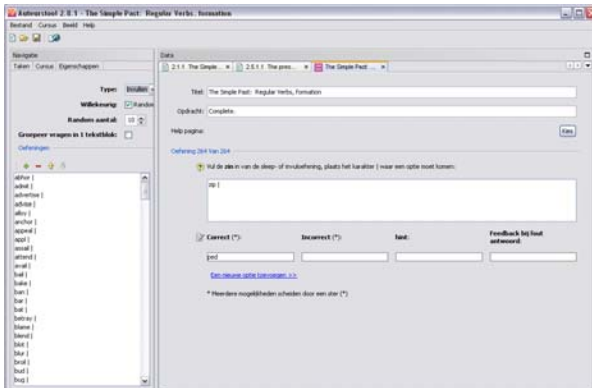 Auteurstool 2.8.1 - The Simple Past: Regular Verbs. formation
Bestand Cursus Beeld Help
Navigatie
Taken Cursus Eigenschappen
Type: Invullen
Willekeurig: Random
Random aantal: 10
Groepeer vragen in 1 tekstblok:
Oefeningen
abhor |
admit |
advertise |
advise |
alloy |
anchor |
appeal |
appl |
assail |
attend |
avail |
bail |
bake |
ban |
bar |
bat |
betray |
blame |
blend |
blot |
blur |
broil |
bud |
bug |
Data
2.1.1 The Simple... x
2.5.1.1 The pres... x
The Simple Past: ... x
Titel: The Simple Past: Regular Verbs, formation
Opdracht: Complete.
Help pagina:
Kies
Oefening 264 Van 264
Vul de zin in van de sleep- of invuloefening, plaats het karakter | waar een optie moet komen:
zip |
Correct (*): Incorrect (*): hint: Feedback bij fout antwoord:
ped
Een nieuwe optie toevoegen >>
* Meerdere mogelijkheden scheiden door een ster (*)